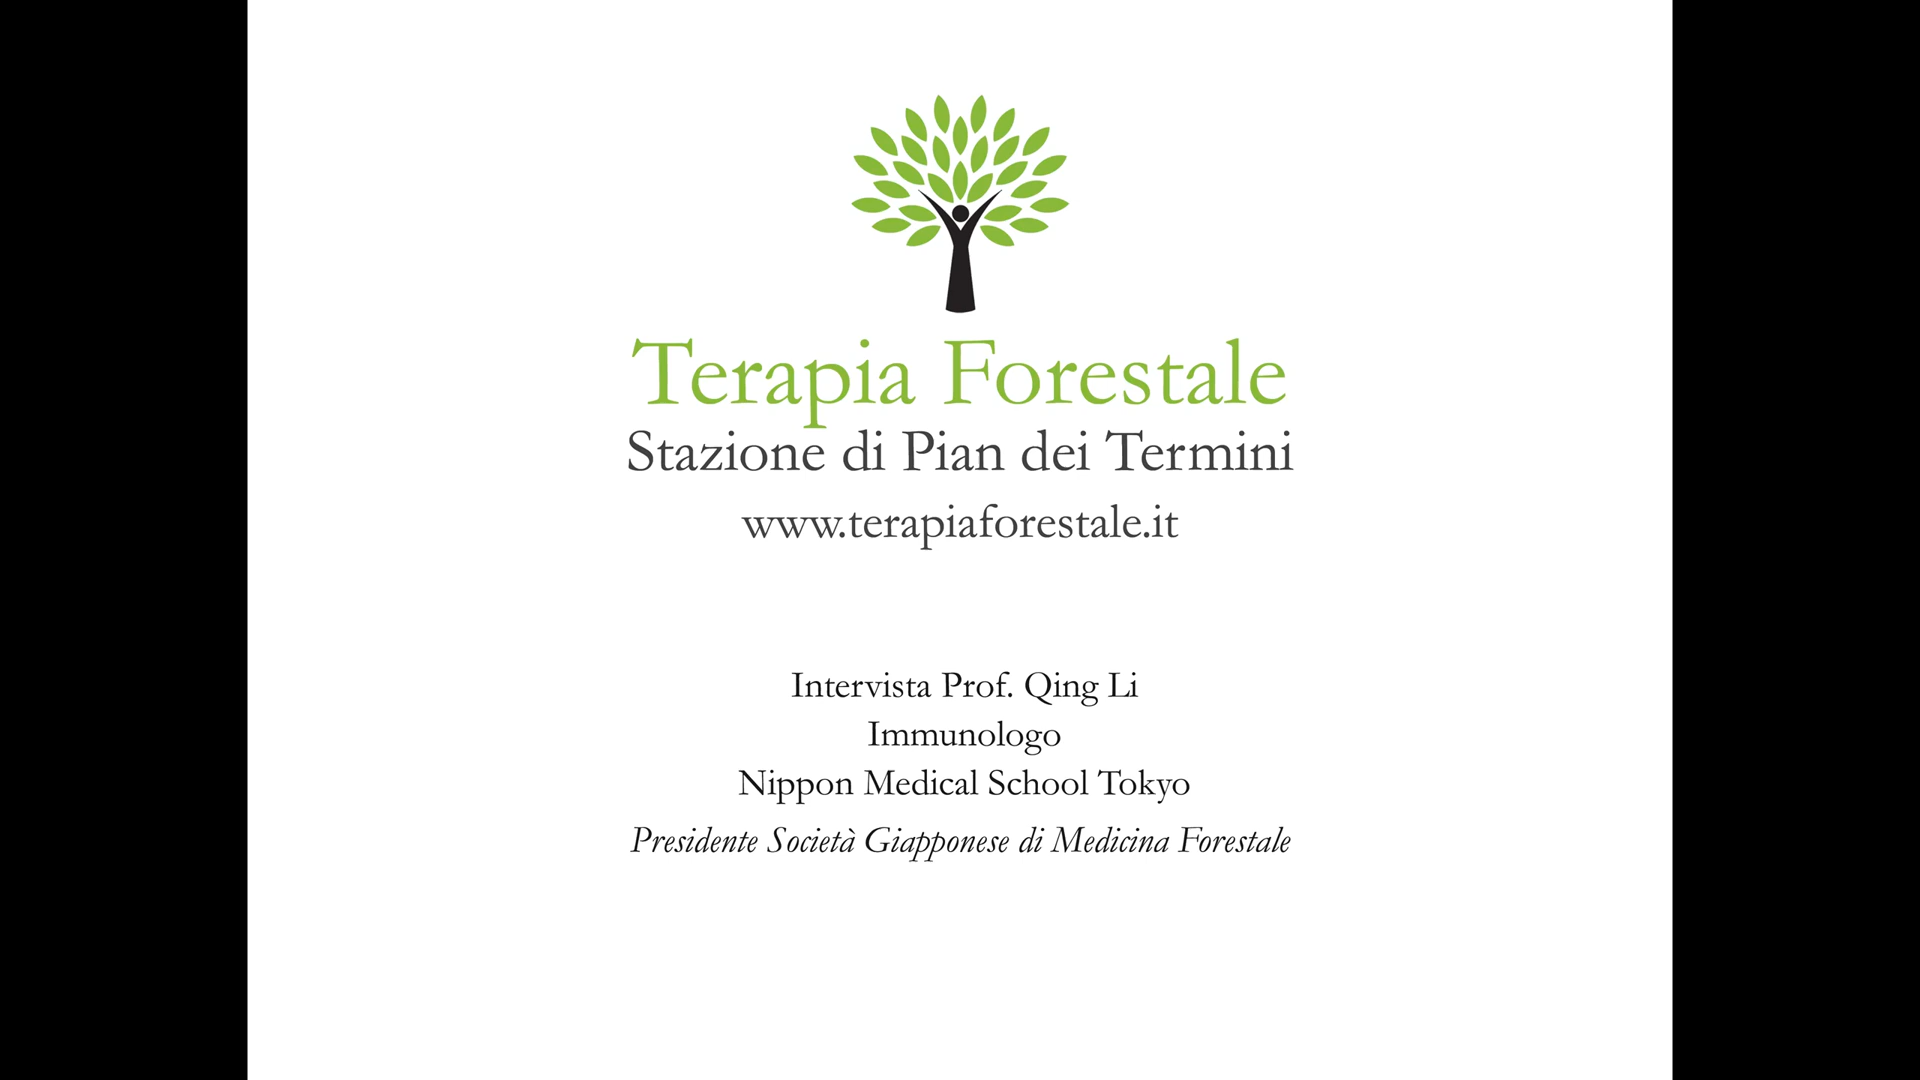 Terapia Forestale
Stazione di Pian dei Termini
www.terapiaforestale.it
Intervista Prof. Qing Li
Immunologo
Nippon Medical School Tokyo
Presidente Società Giapponese di Medicina Forestale